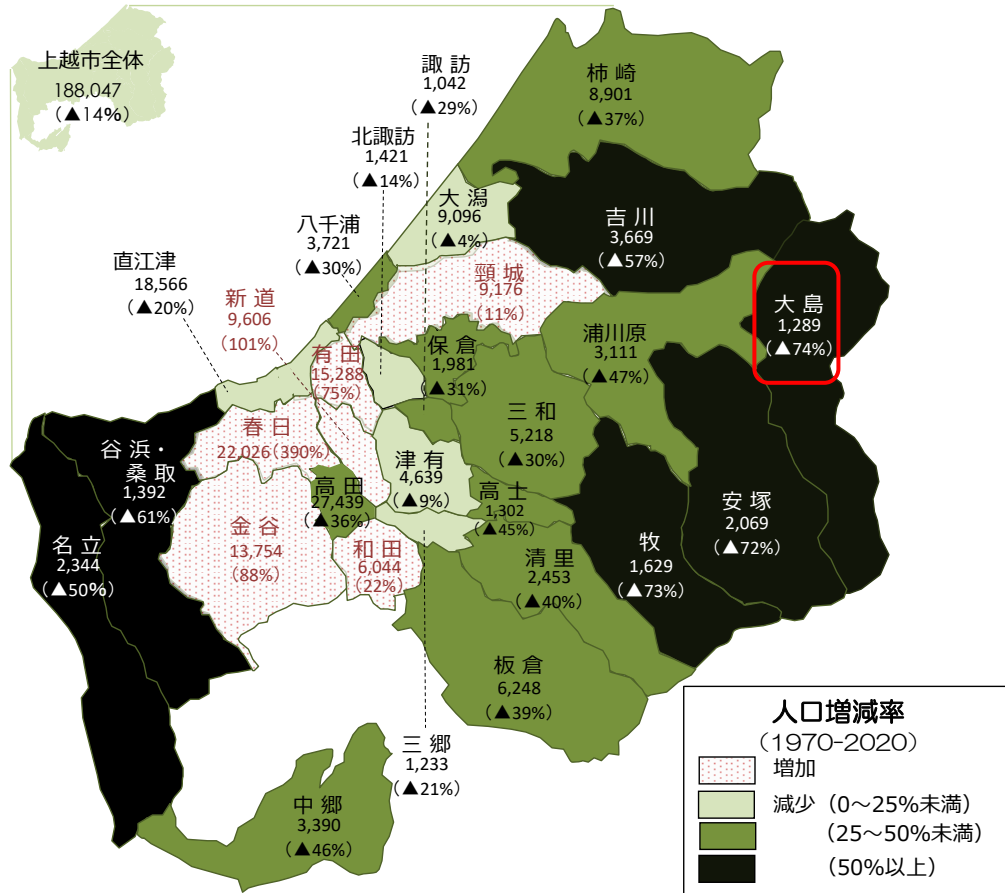 上越市全体
188,047
（▲14%）
諏 訪
1,042
（▲29%）
柿 崎
8,901
（▲37%）
北諏訪
1,421
（▲14%）
大 潟
9,096
（▲4%）
吉 川
3,669
（▲57%）
八千浦
3,721
（▲30%）
直江津
18,566
（▲20%）
新 道
9,606
（101%）
頸 城
9,176
（11%）
大 島
1,289
（▲74%）
有 田
15,288
（75%）
保 倉
1,981
（▲31%）
浦川原
3,111
（▲47%）
三 和
5,218
（▲30%）
春 日
22,026（390%）
谷 浜・
桑 取
1,392
（▲61%）
津 有
4,639
（▲9%）
高 田
27,439
（▲36%）
高 士
1,302
（▲45%）
安 塚
2,069
（▲72%）
金 谷
13,754
（88%）
名 立
2,344
（▲50%）
和 田
6,044
（22%）
牧
1,629
（▲73%）
清 里
2,453
（▲40%）
板 倉
6,248
（▲39%）
三 郷
1,233
（▲21%）
中 郷
3,390
（▲46%）
人口増減率
（1970-2020）
増加
減少（0～25%未満）
（25～50%未満）
（50%以上）